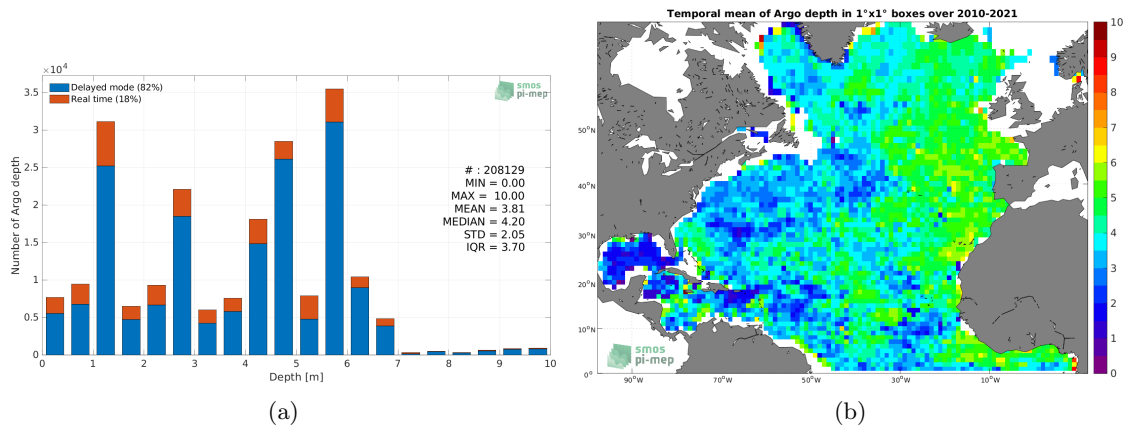 ×10⁴
Delayed mode (82%)
Real time (18%)
smos
pi-mep
# : 208129
MIN = 0.00
MAX = 10.00
MEAN = 3.81
MEDIAN = 4.20
STD = 2.05
IQR = 3.70
Number of Argo depth
3.5
3
2.5
2
1.5
1
0.5
0
0 1 2 3 4 5 6 7 8 9 10
Depth [m]
(a)
Temporal mean of Argo depth in 1°x1° boxes over 2010-2021
50°N
40°N
30°N
20°N
10°N
0°
90°W 70°W 50°W 30°W 10°W
smos
pi-mep
10
9
8
7
6
5
4
3
2
1
0
(b)